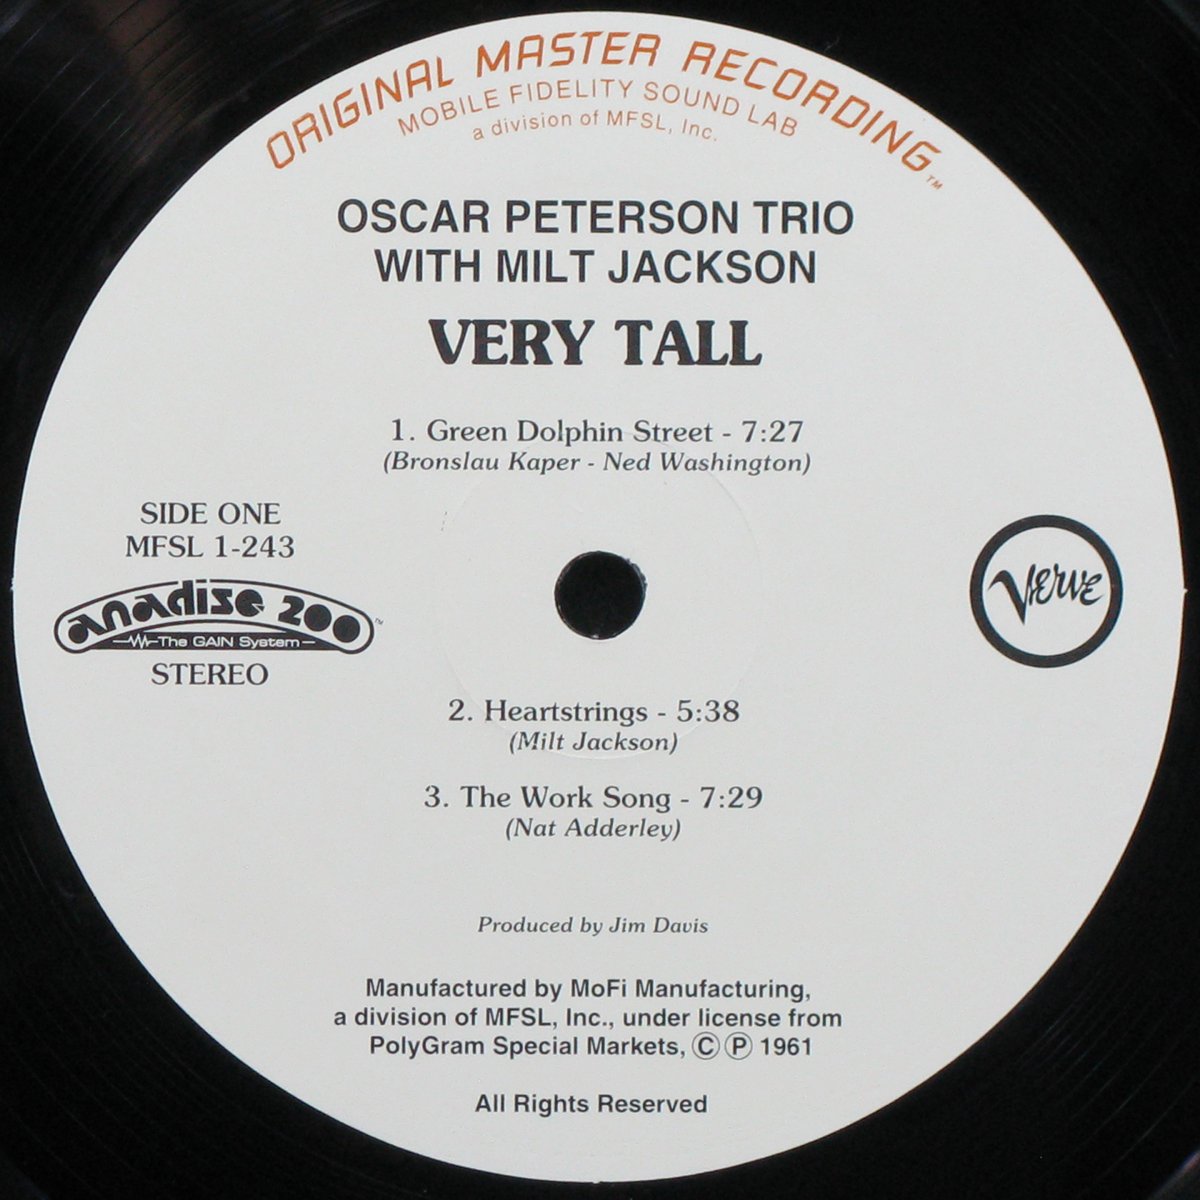 ORIGINAL MASTER RECORDING™
MOBILE FIDELITY SOUND LAB
a division of MFSL, Inc.
OSCAR PETERSON TRIO
WITH MILT JACKSON
VERY TALL
1. Green Dolphin Street - 7:27
(Bronslau Kaper - Ned Washington)
SIDE ONE
MFSL 1-243
anadisc 200™
The GAIN System
STEREO
VERVE
2. Heartstrings - 5:38
(Milt Jackson)
3. The Work Song - 7:29
(Nat Adderley)
Produced by Jim Davis
Manufactured by MoFi Manufacturing,
a division of MFSL, Inc., under license from
PolyGram Special Markets, Ⓒ Ⓟ 1961
All Rights Reserved